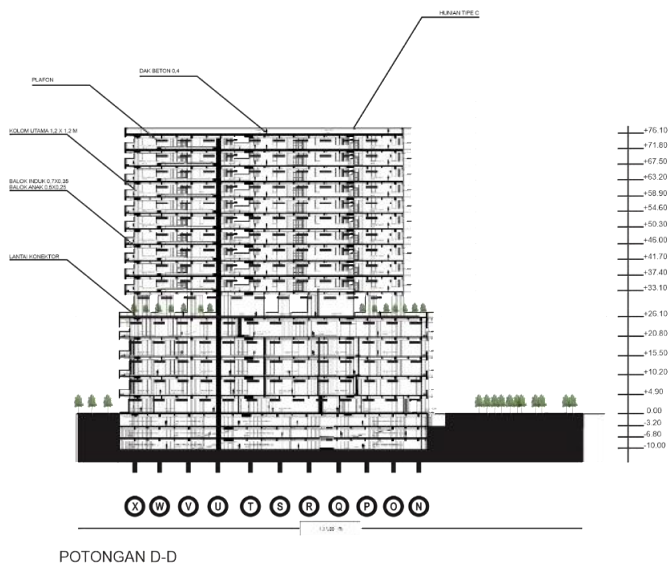 HUNIAN TIPE C
DAK BETON 0,4
PLAFON
KOLOM UTAMA 1,2 X 1,2 M
BALOK INDUK 0,7X0,35
BALOK ANAK 0,5X0,25
LANTAI KONEKTOR
+76.10
+71.80
+67.50
+63.20
+58.90
+54.60
+50.30
+46.00
+41.70
+37.40
+33.10
+26.10
+20.80
+15.50
+10.20
+4.90
0.00
-3.20
-6.80
-10.00
X W V U T S R Q P O N
POTONGAN D-D